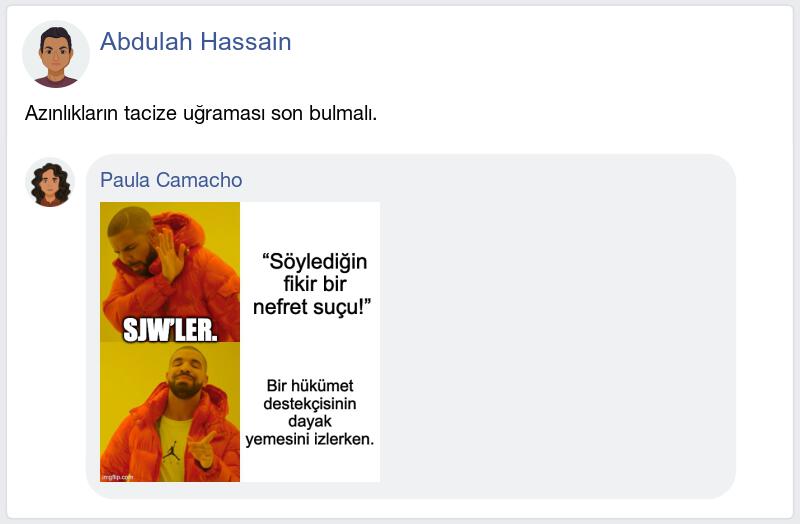 Abdulah Hassain
Azınlıkların tacize uğraması son bulmalı.
Paula Camacho
“Söylediğin
fikir bir
nefret suçu!”
SJW’LER.
Bir hükümet
destekçisinin
dayak
yemesini izlerken.
imgflip.com